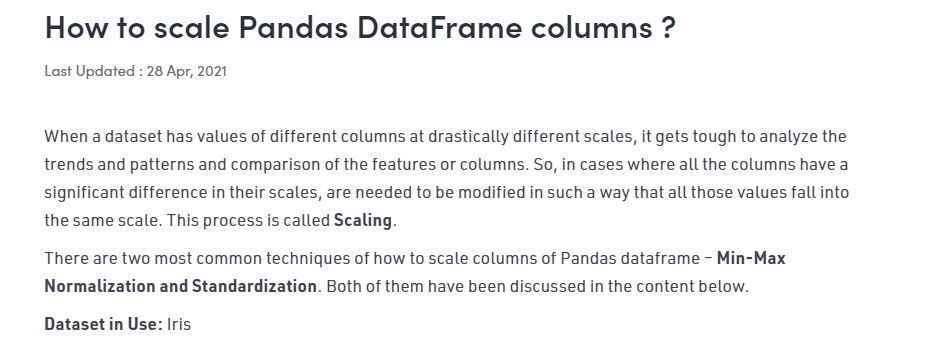 How to scale Pandas DataFrame columns ?
Last Updated : 28 Apr, 2021
When a dataset has values of different columns at drastically different scales, it gets tough to analyze the
trends and patterns and comparison of the features or columns. So, in cases where all the columns have a
significant difference in their scales, are needed to be modified in such a way that all those values fall into
the same scale. This process is called Scaling.
There are two most common techniques of how to scale columns of Pandas dataframe – Min-Max
Normalization and Standardization. Both of them have been discussed in the content below.
Dataset in Use: Iris